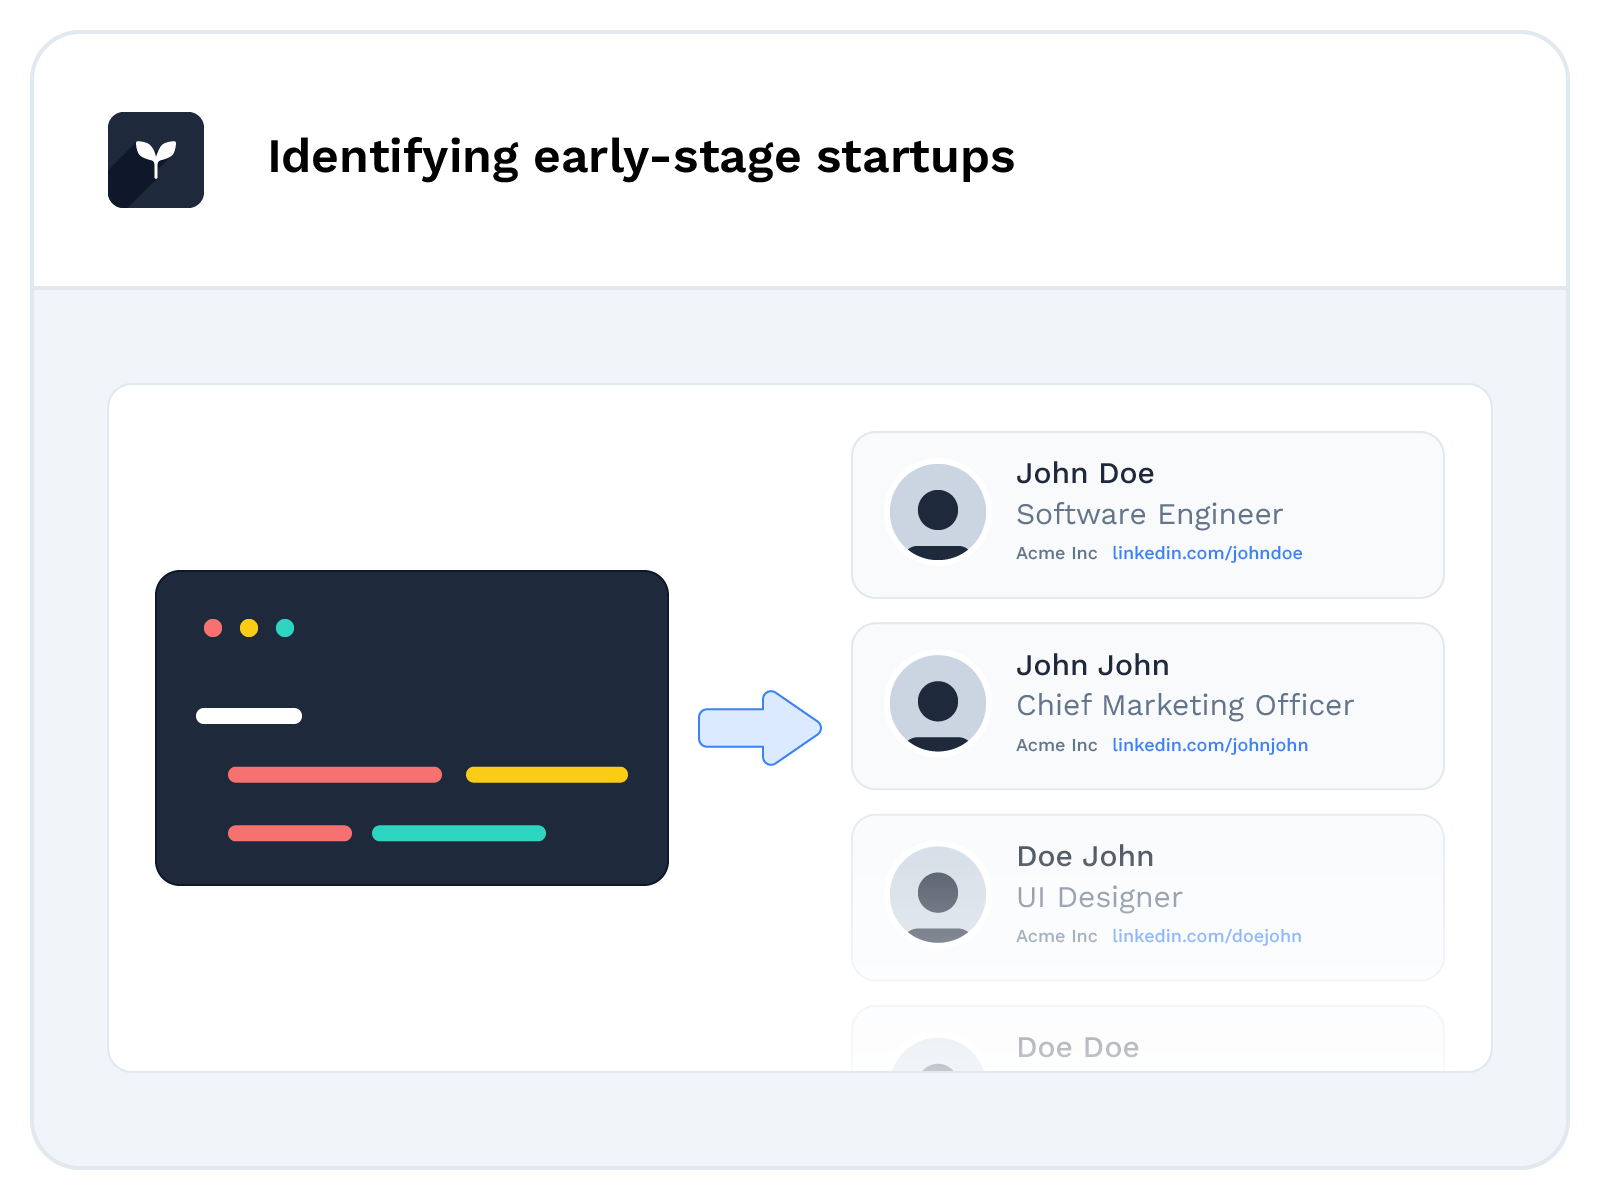 Identifying early-stage startups
John Doe
Software Engineer
Acme Inc linkedin.com/johndoe
John John
Chief Marketing Officer
Acme Inc linkedin.com/johnjohn
Doe John
UI Designer
Acme Inc linkedin.com/doejohn
Doe Doe